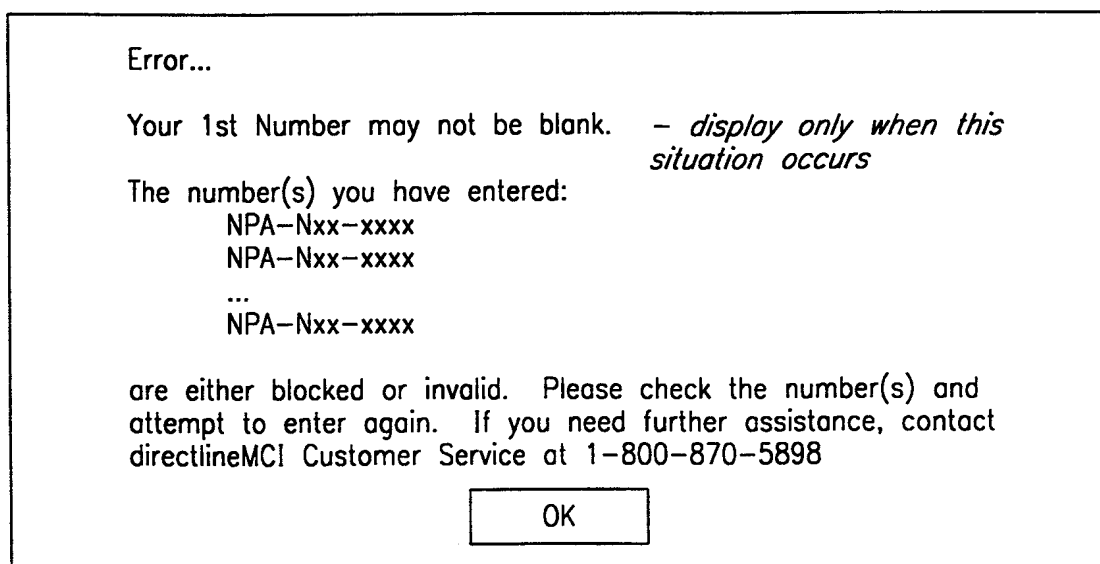 Error...
Your 1st Number may not be blank. – display only when this
situation occurs
The number(s) you have entered:
NPA–Nxx–xxxx
NPA–Nxx–xxxx
...
NPA–Nxx–xxxx
are either blocked or invalid. Please check the number(s) and
attempt to enter again. If you need further assistance, contact
directlineMCI Customer Service at 1–800–870–5898
OK